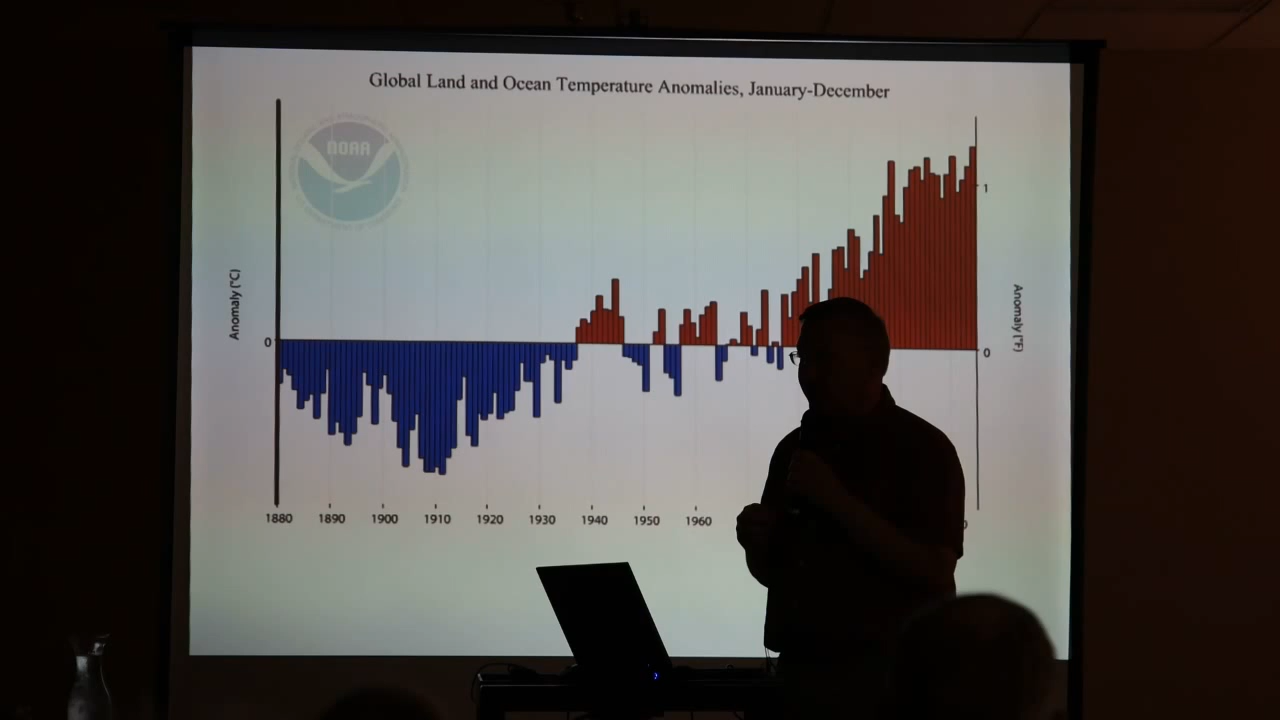 Global Land and Ocean Temperature Anomalies, January-December
NOAA
1
Anomaly (°C)
Anomaly (°F)
0
0
1880 1890 1900 1910 1920 1930 1940 1950 1960
0